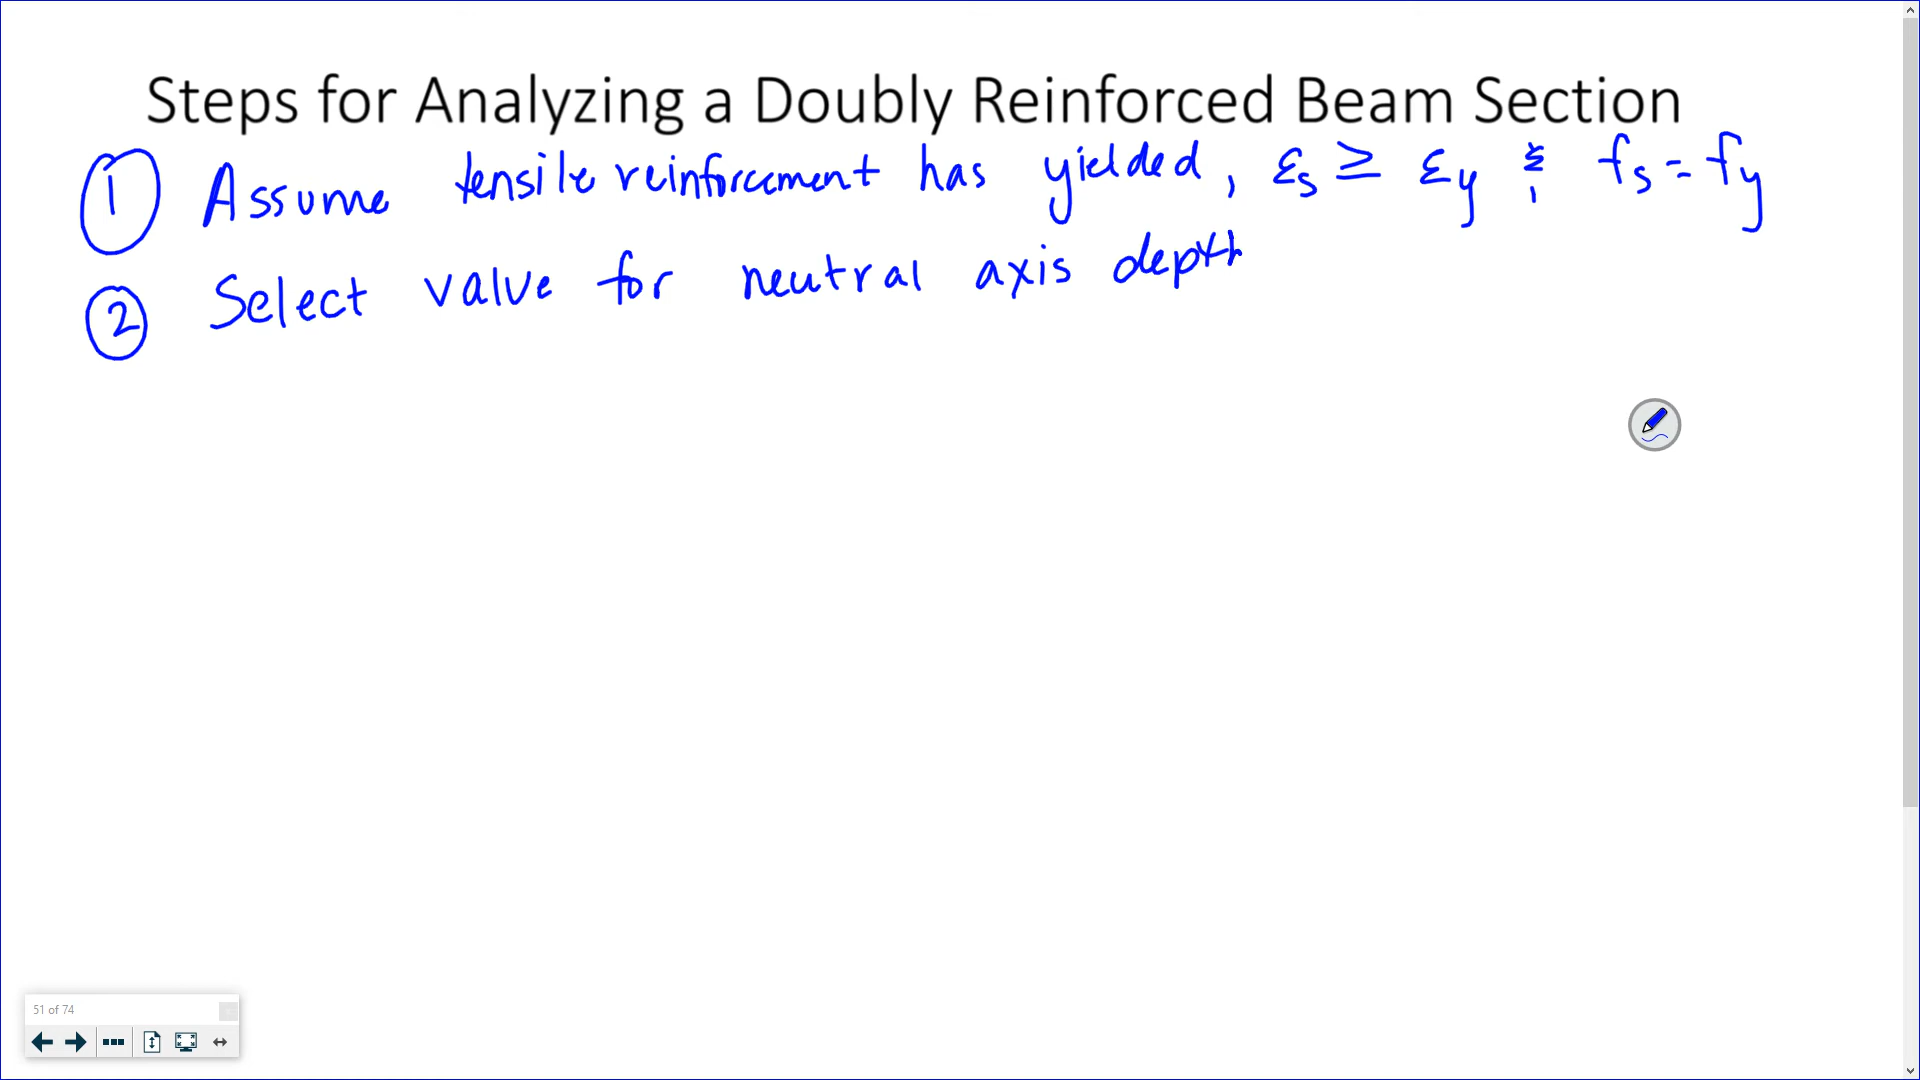 Steps for Analyzing a Doubly Reinforced Beam Section
① Assume tensile reinforcement has yielded, εs ≥ εy & fs = fy
② Select value for neutral axis depth
51 of 74